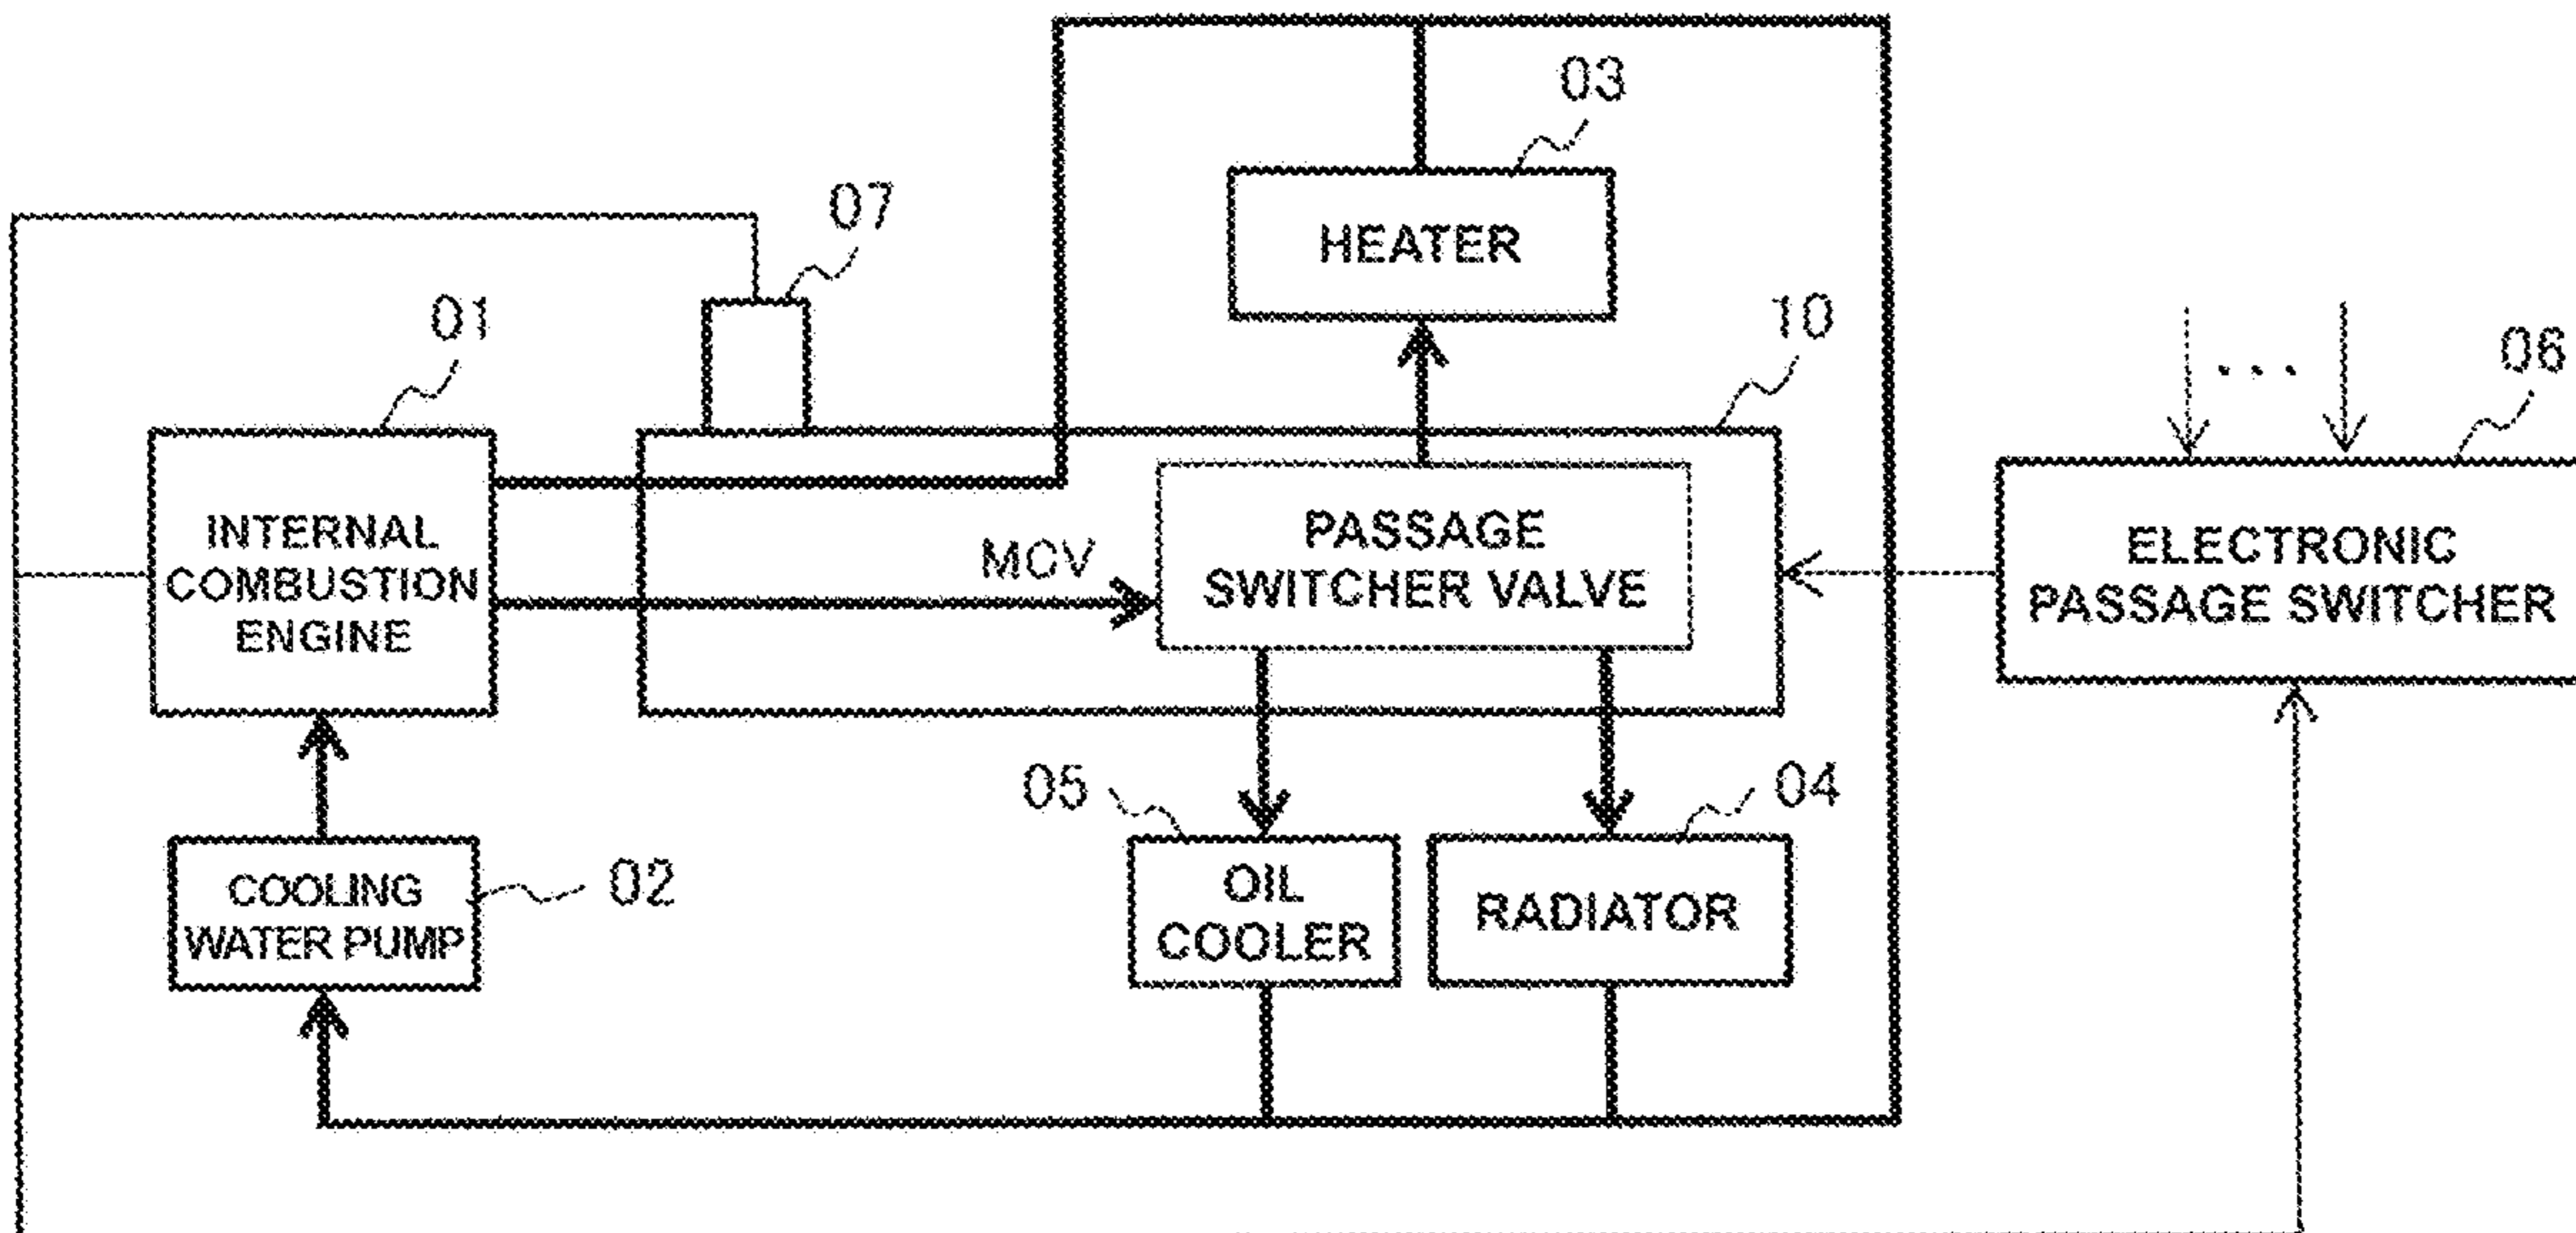 03
07
HEATER
01
10
06
INTERNAL
COMBUSTION
ENGINE
MCV
PASSAGE
SWITCHER VALVE
ELECTRONIC
PASSAGE SWITCHER
05
04
COOLING
WATER PUMP
02
OIL
COOLER
RADIATOR